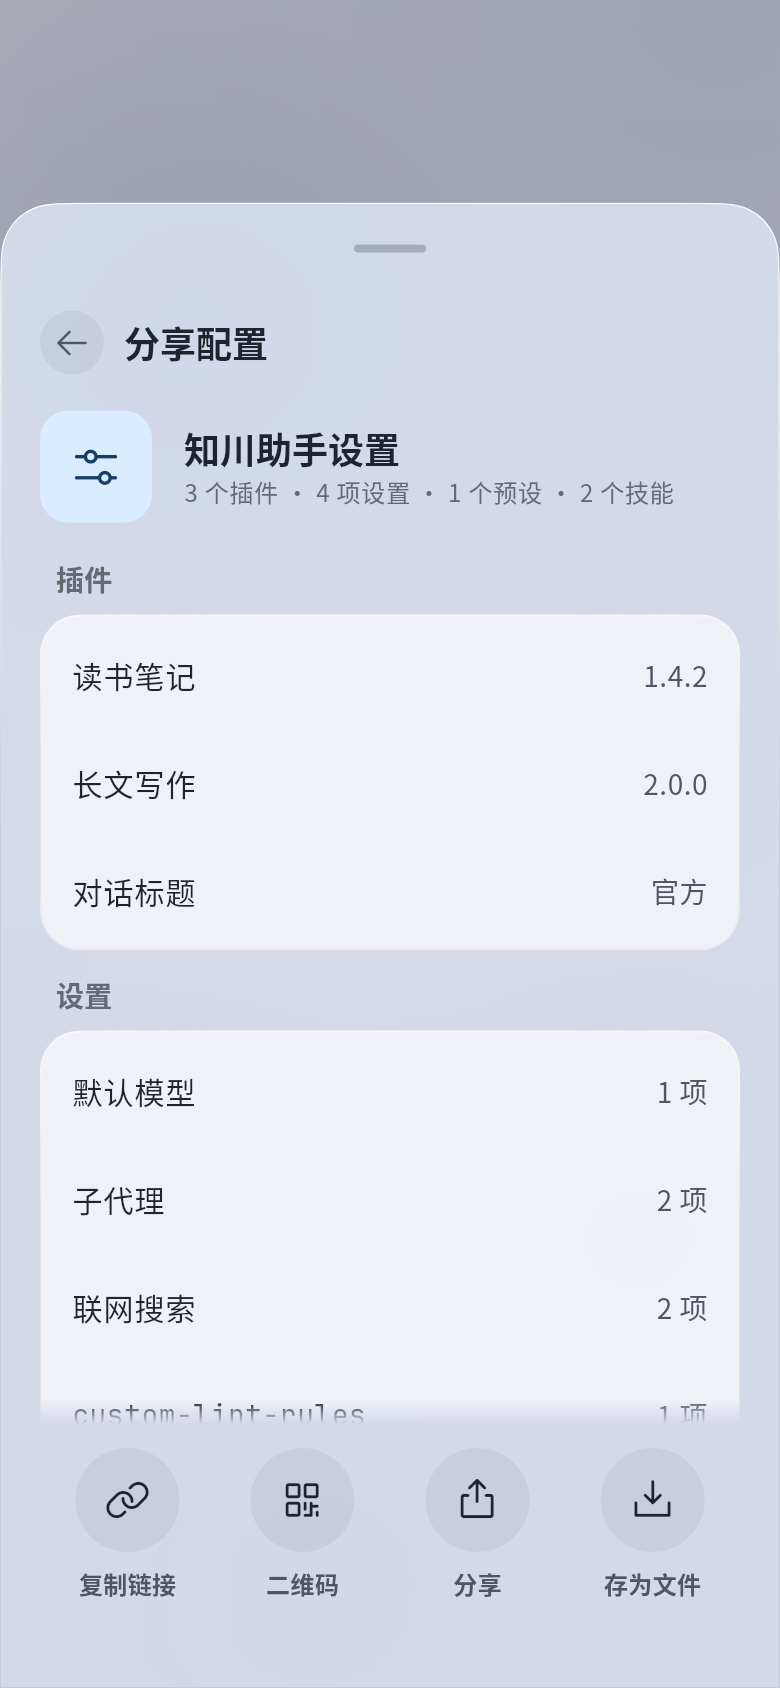 分享配置
知川助手设置
3 个插件 • 4 项设置 • 1 个预设 • 2 个技能
插件
读书笔记 1.4.2
长文写作 2.0.0
对话标题 官方
设置
默认模型 1 项
子代理 2 项
联网搜索 2 项
custom-lint-rules 1 项
复制链接 二维码 分享 存为文件